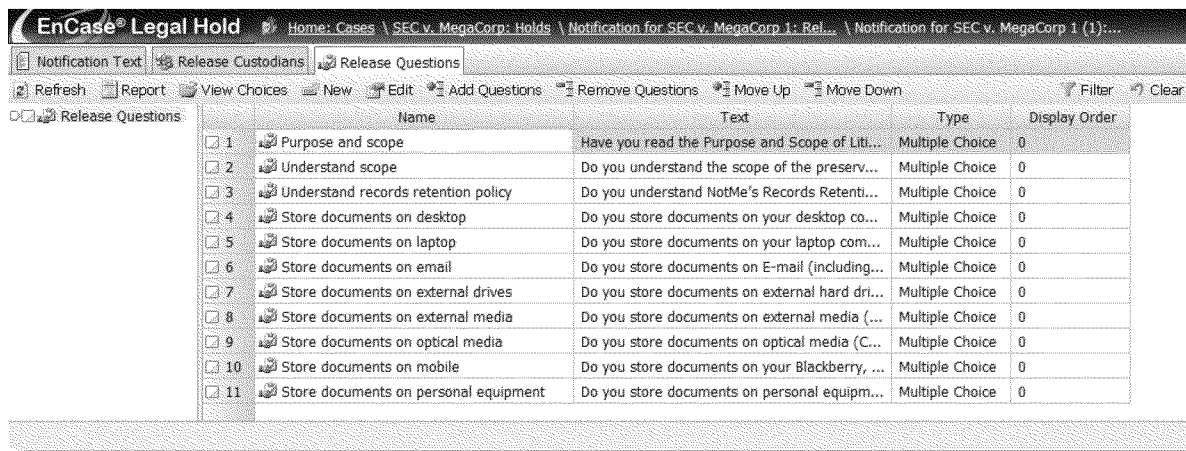 EnCase® Legal Hold Home: Cases \ SEC v. MegaCorp: Holds \ Notification for SEC v. MegaCorp 1: Rel... \ Notification for SEC v. MegaCorp 1 (1):...
Notification Text Release Custodians Release Questions
Refresh Report View Choices New Edit Add Questions Remove Questions Move Up Move Down Filter Clear
Release Questions
Name Text Type Display Order
1 Purpose and scope Have you read the Purpose and Scope of Liti... Multiple Choice 0
2 Understand scope Do you understand the scope of the preserv... Multiple Choice 0
3 Understand records retention policy Do you understand NotMe's Records Retenti... Multiple Choice 0
4 Store documents on desktop Do you store documents on your desktop co... Multiple Choice 0
5 Store documents on laptop Do you store documents on your laptop com... Multiple Choice 0
6 Store documents on email Do you store documents on E-mail (including... Multiple Choice 0
7 Store documents on external drives Do you store documents on external hard dri... Multiple Choice 0
8 Store documents on external media Do you store documents on external media (... Multiple Choice 0
9 Store documents on optical media Do you store documents on optical media (C... Multiple Choice 0
10 Store documents on mobile Do you store documents on your Blackberry, ... Multiple Choice 0
11 Store documents on personal equipment Do you store documents on personal equipm... Multiple Choice 0